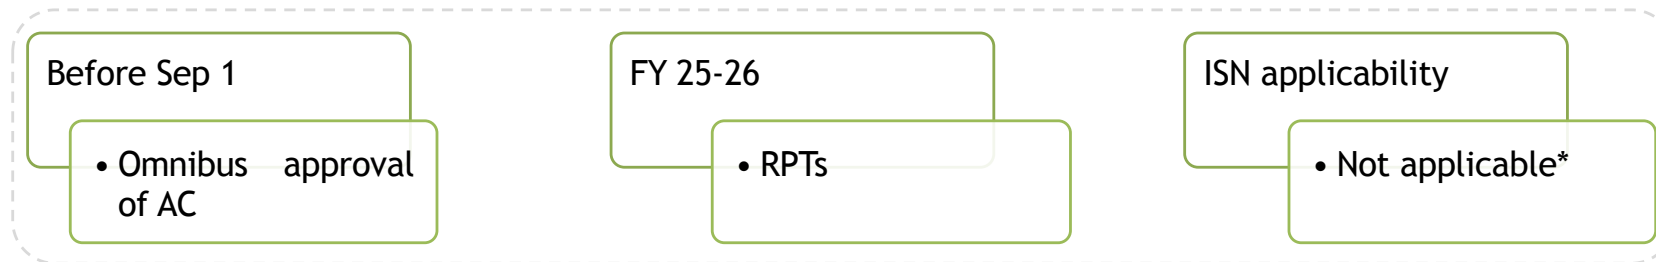 Before Sep 1
• Omnibus approval
of AC
FY 25-26
• RPTs
ISN applicability
• Not applicable*